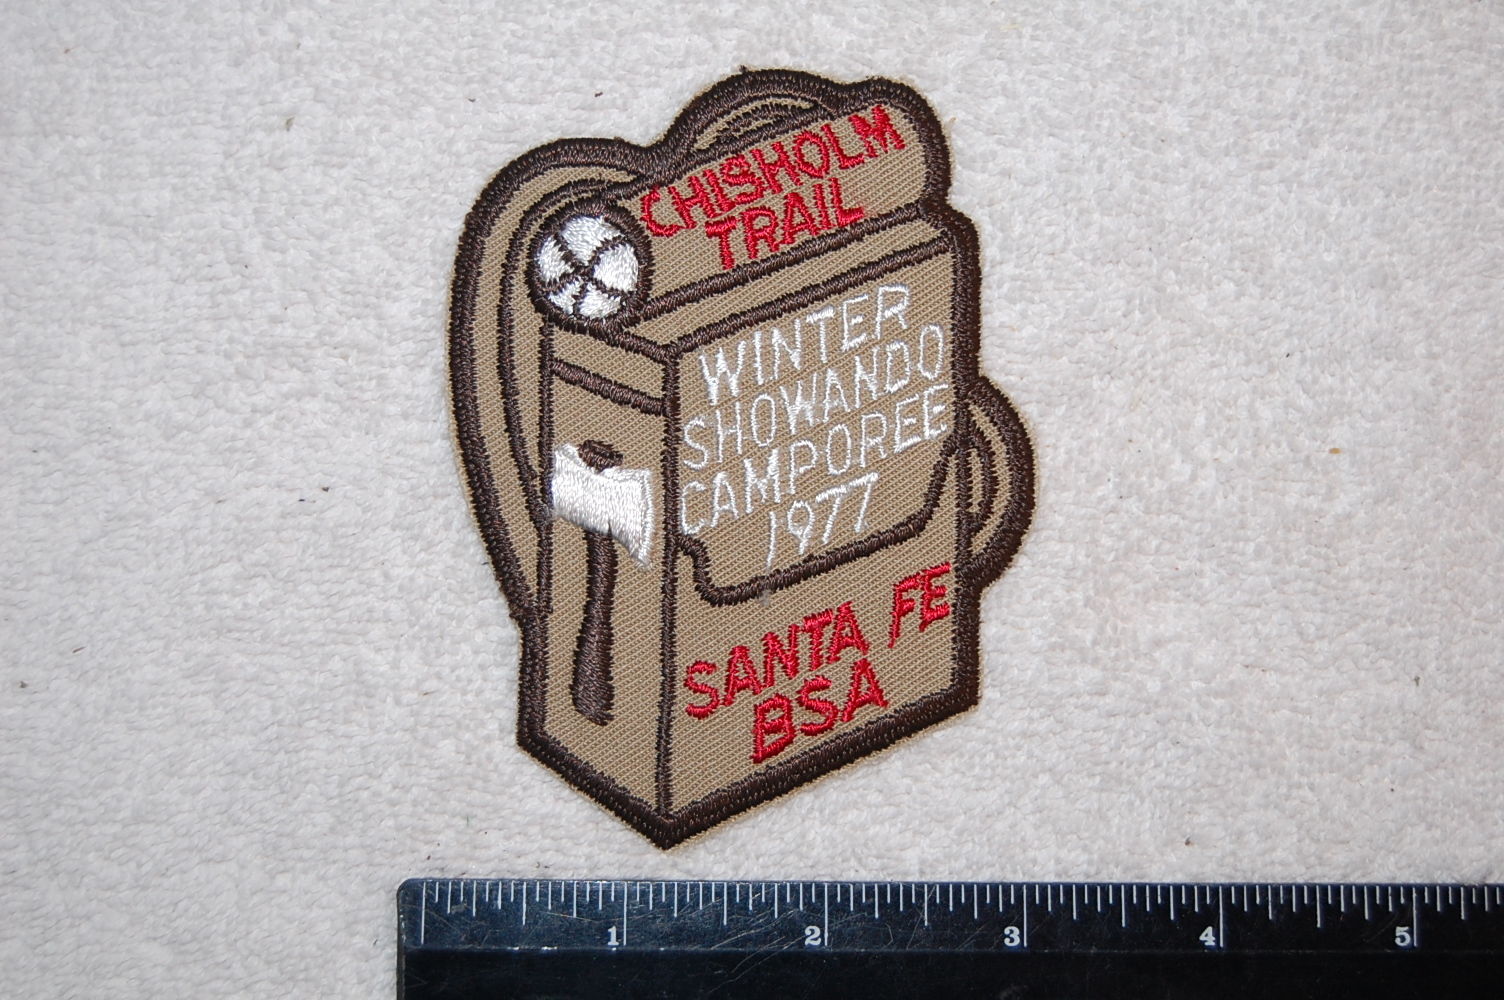 CHISHOLM
TRAIL
WINTER
SHOWANDO
CAMPOREE
1977
SANTA FE
BSA
1 2 3 4 5